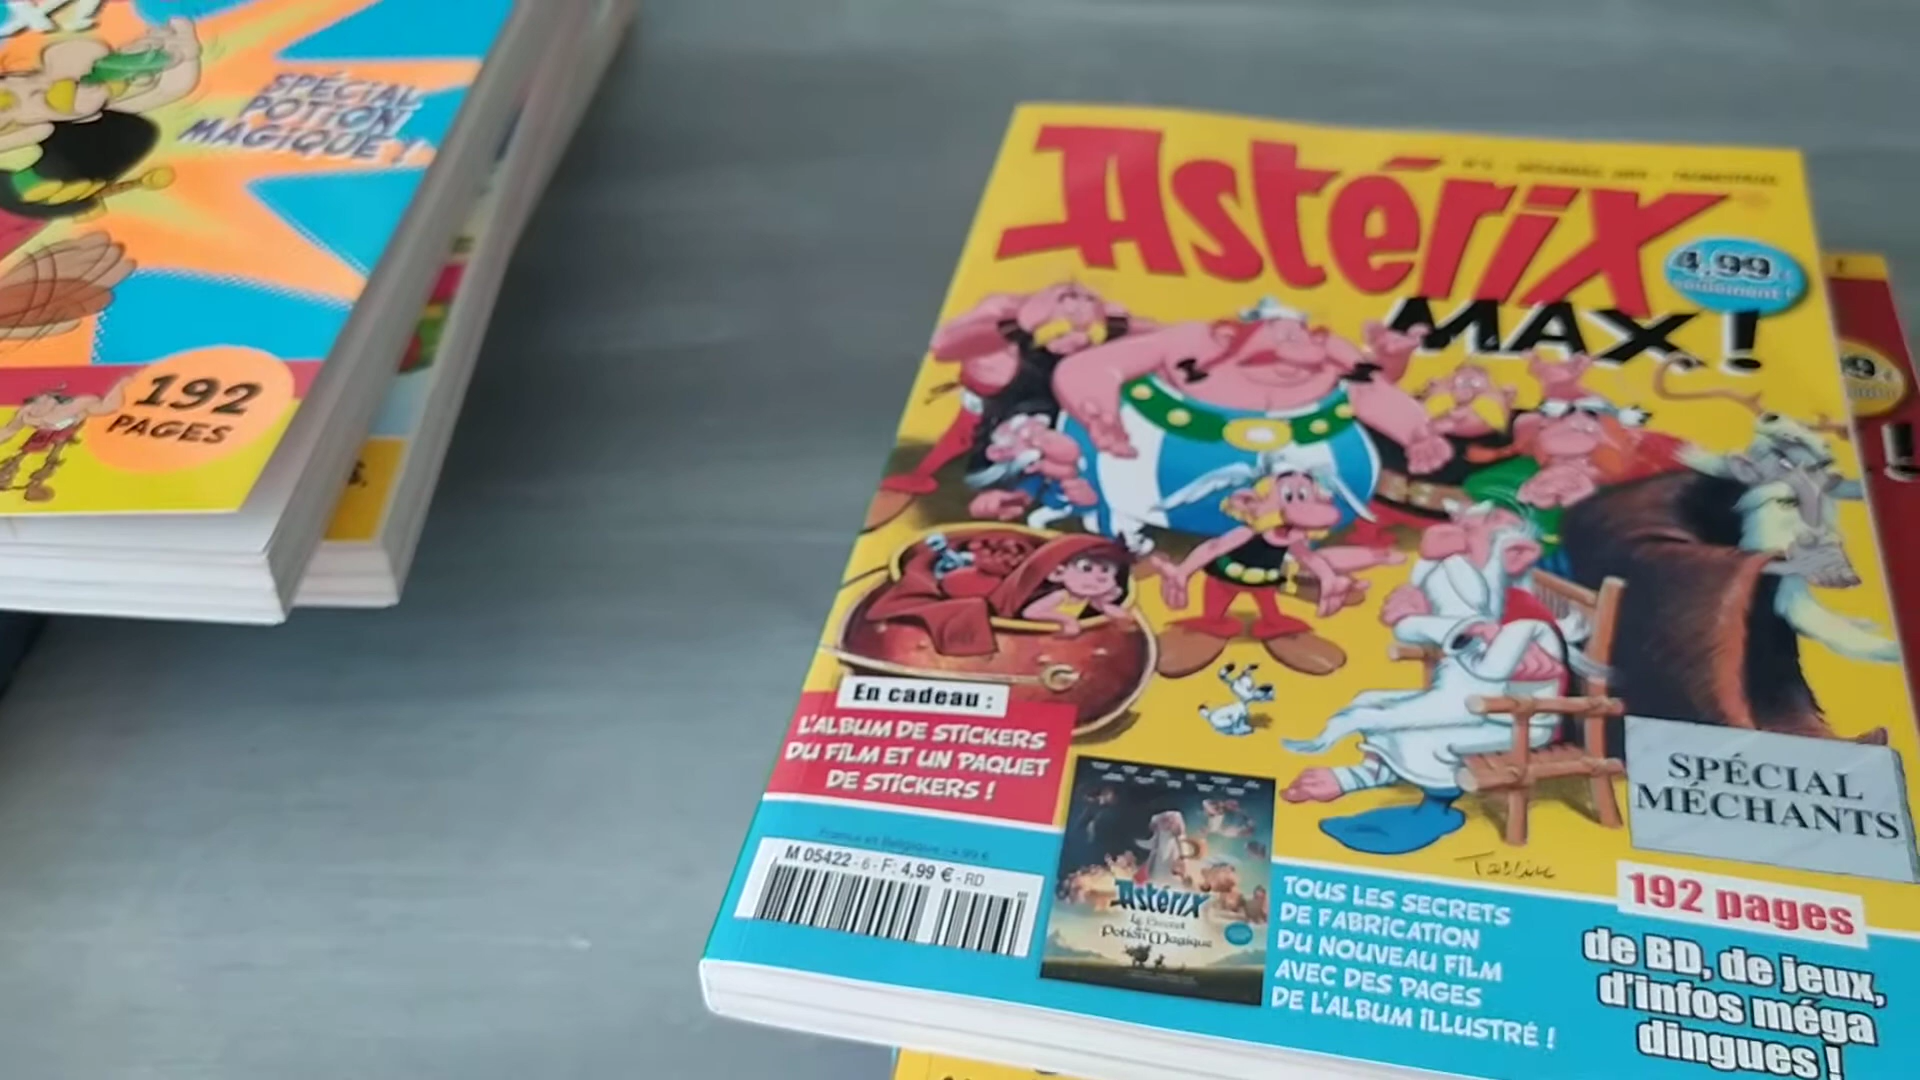 SPÉCIAL
POTION
MAGIQUE !
192
PAGES
Astérix
MAX !
4,99 €
seulement !
En cadeau :
L'ALBUM DE STICKERS
DU FILM ET UN PAQUET
DE STICKERS !
France et Belgique : 4,99 €
M 05422 - 6 - F: 4,99 € - RD
Astérix
Le Secret
de la
Potion Magique
TOUS LES SECRETS
DE FABRICATION
DU NOUVEAU FILM
AVEC DES PAGES
DE L'ALBUM ILLUSTRÉ !
SPÉCIAL
MÉCHANTS
192 pages
de BD, de jeux,
d'infos méga
dingues !